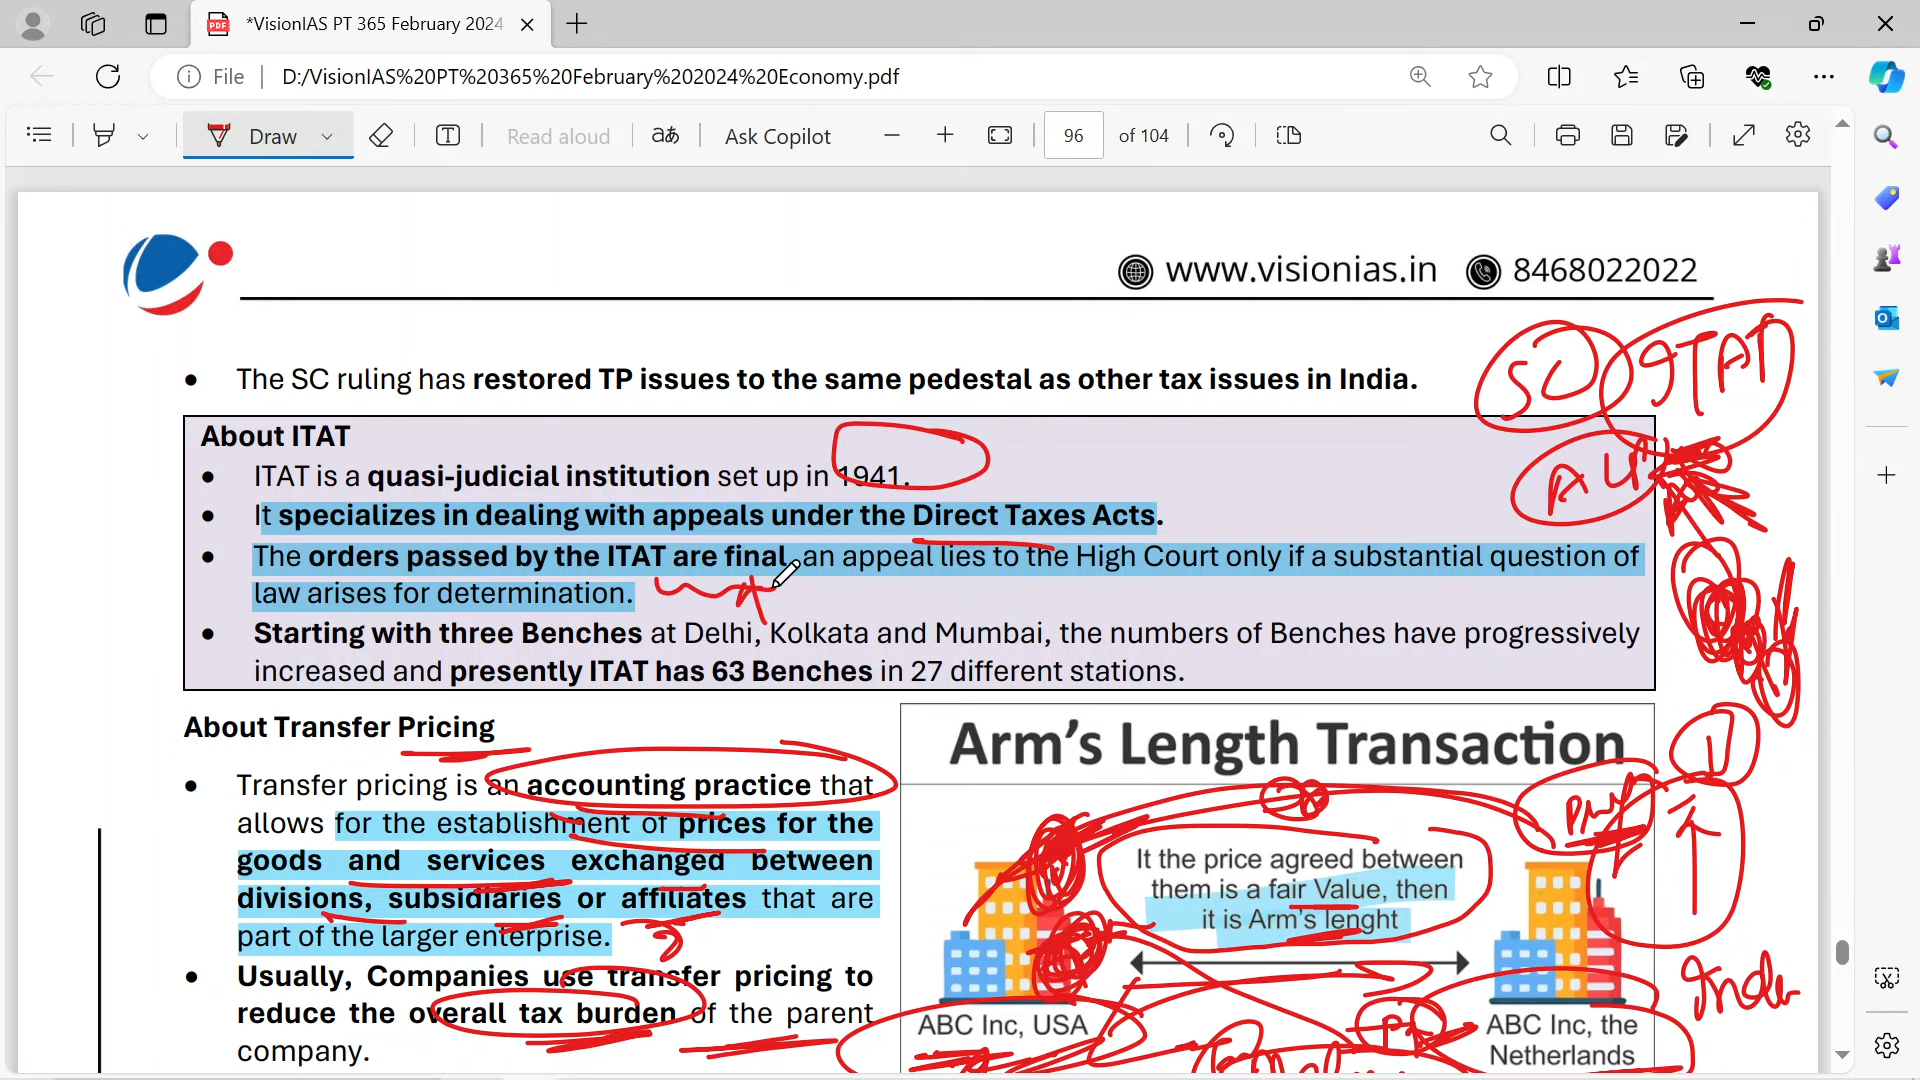 *VisionIAS PT 365 February 2024
File
D:/VisionIAS%20PT%20365%20February%202024%20Economy.pdf
Draw
Read aloud
aあ
Ask Copilot
96 of 104
www.visionias.in 8468022022
SC ITAT
• The SC ruling has restored TP issues to the same pedestal as other tax issues in India.
About ITAT
• ITAT is a quasi-judicial institution set up in 1941.
• It specializes in dealing with appeals under the Direct Taxes Acts.
• The orders passed by the ITAT are final, an appeal lies to the High Court only if a substantial question of
law arises for determination.
• Starting with three Benches at Delhi, Kolkata and Mumbai, the numbers of Benches have progressively
increased and presently ITAT has 63 Benches in 27 different stations.
About Transfer Pricing
• Transfer pricing is an accounting practice that
allows for the establishment of prices for the
goods and services exchanged between
divisions, subsidiaries or affiliates that are
part of the larger enterprise.
• Usually, Companies use transfer pricing to
reduce the overall tax burden of the parent
company.
Arm's Length Transaction
It the price agreed between
them is a fair Value, then
it is Arm's lenght
ABC Inc, USA
ABC Inc, the
Netherlands